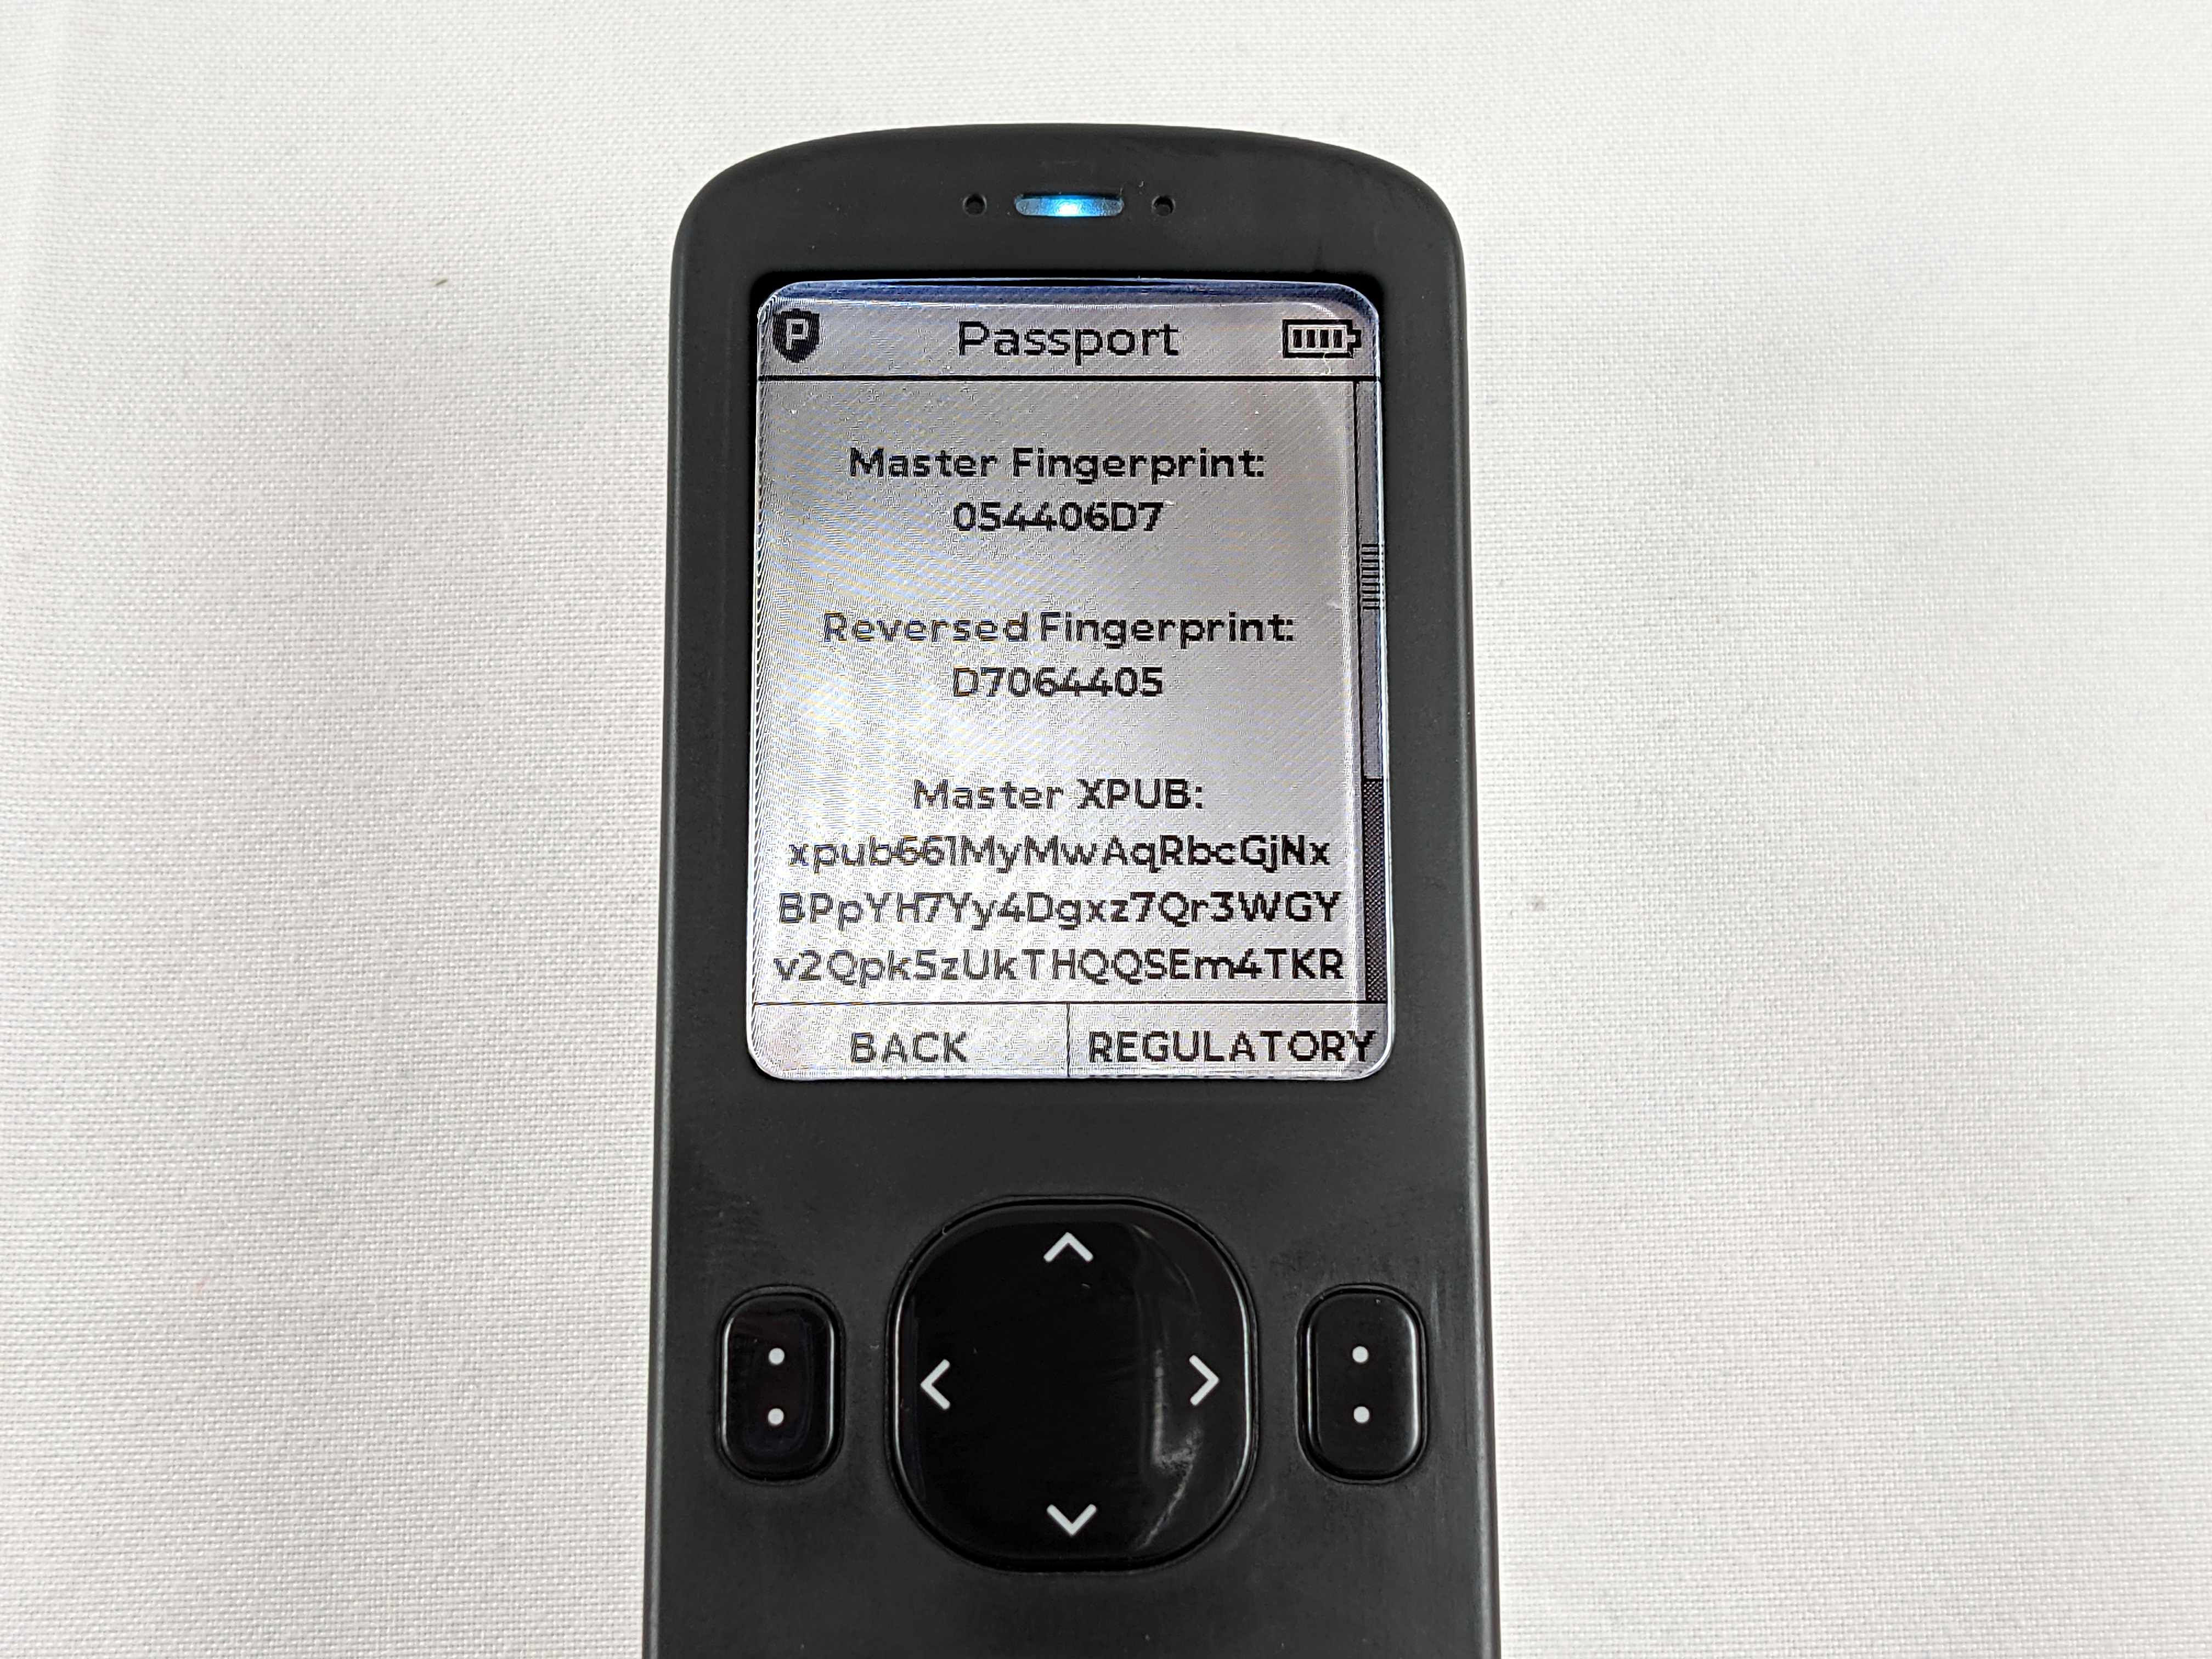 P
Passport
Master Fingerprint:
054406D7
Reversed Fingerprint:
D7064405
Master XPUB:
xpub661MyMwAqRbcGjNx
BPpYH7Yy4Dgxz7Qr3WGY
v2Qpk5zUkTHQQSEm4TKR
BACK
REGULATORY